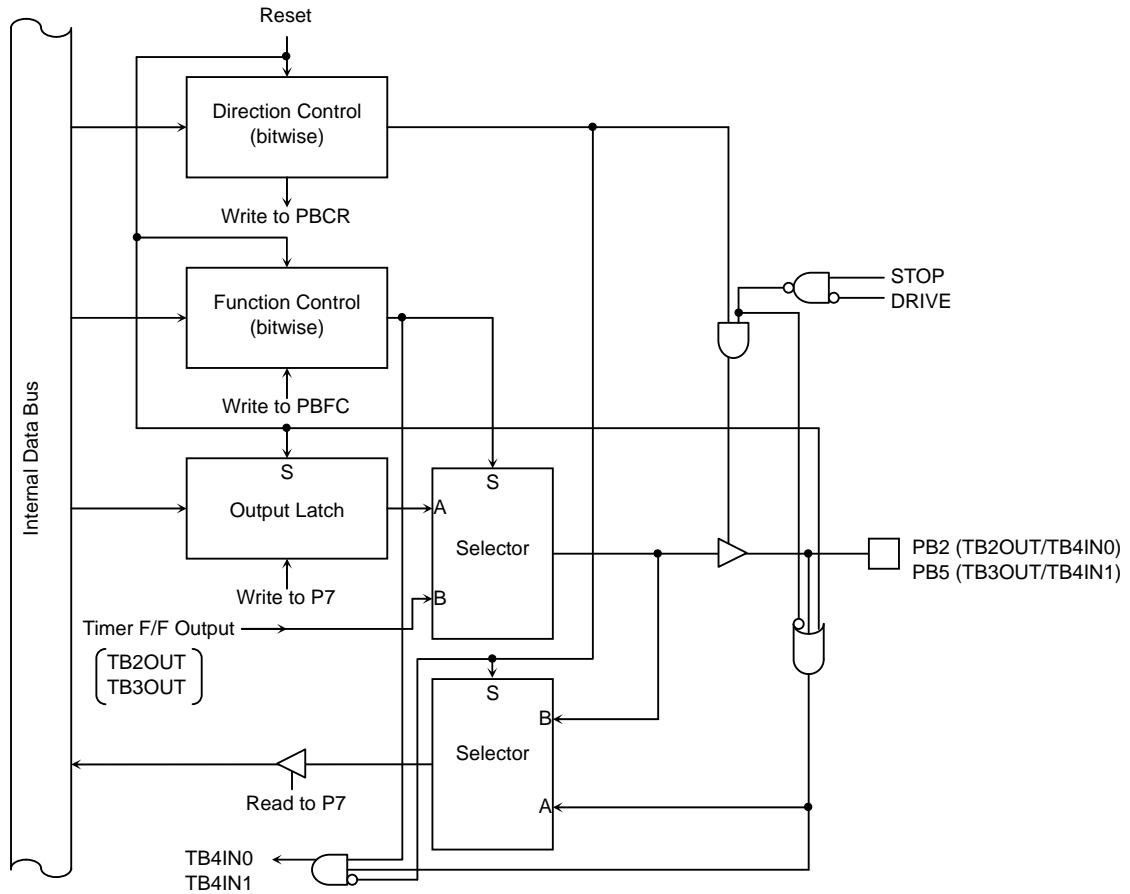 Reset
Direction Control
(bitwise)
Write to PBCR
STOP
DRIVE
Function Control
(bitwise)
Write to PBFC
Internal Data Bus
S
Output Latch
A
S
Selector
B
PB2 (TB2OUT/TB4IN0)
PB5 (TB3OUT/TB4IN1)
Write to P7
Timer F/F Output
TB2OUT
TB3OUT
S
B
Selector
A
Read to P7
TB4IN0
TB4IN1